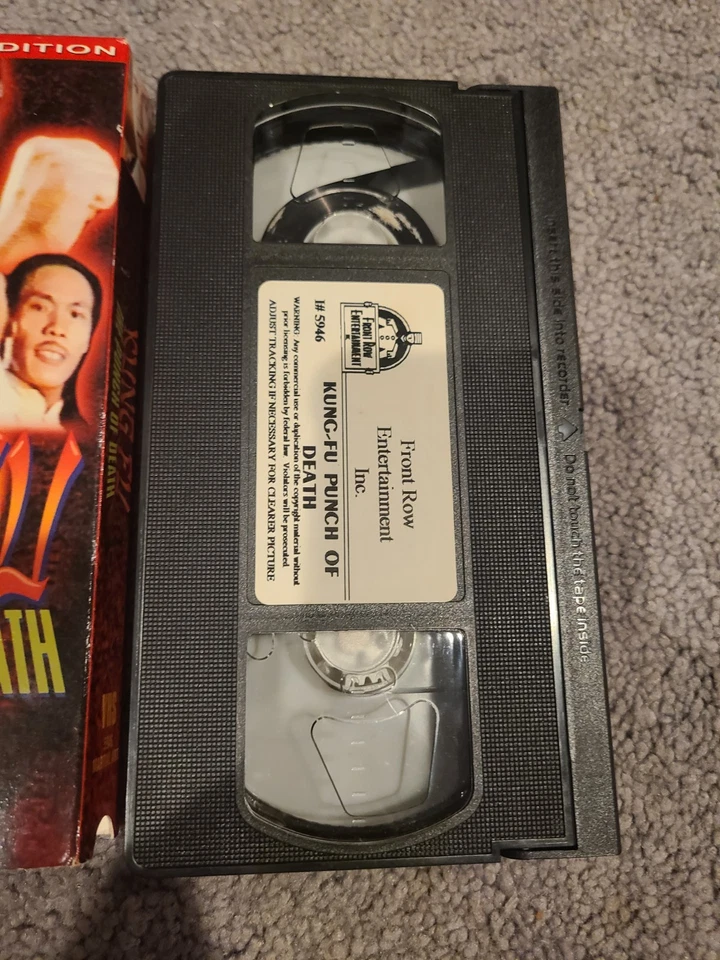 DITION
KUNG FU
PUNCH OF DEATH
ATH
VHS
FRONT ROW
ENTERTAINMENT
Front Row
Entertainment
Inc.
KUNG-FU PUNCH OF
DEATH
I# 5946
WARNING: Any commercial use or duplication of the copyright material without
prior licensing is forbidden by federal law. Violators will be prosecuted.
ADJUST TRACKING IF NECESSARY FOR CLEARER PICTURE
Insert this side into recorder. Do not touch the tape inside.